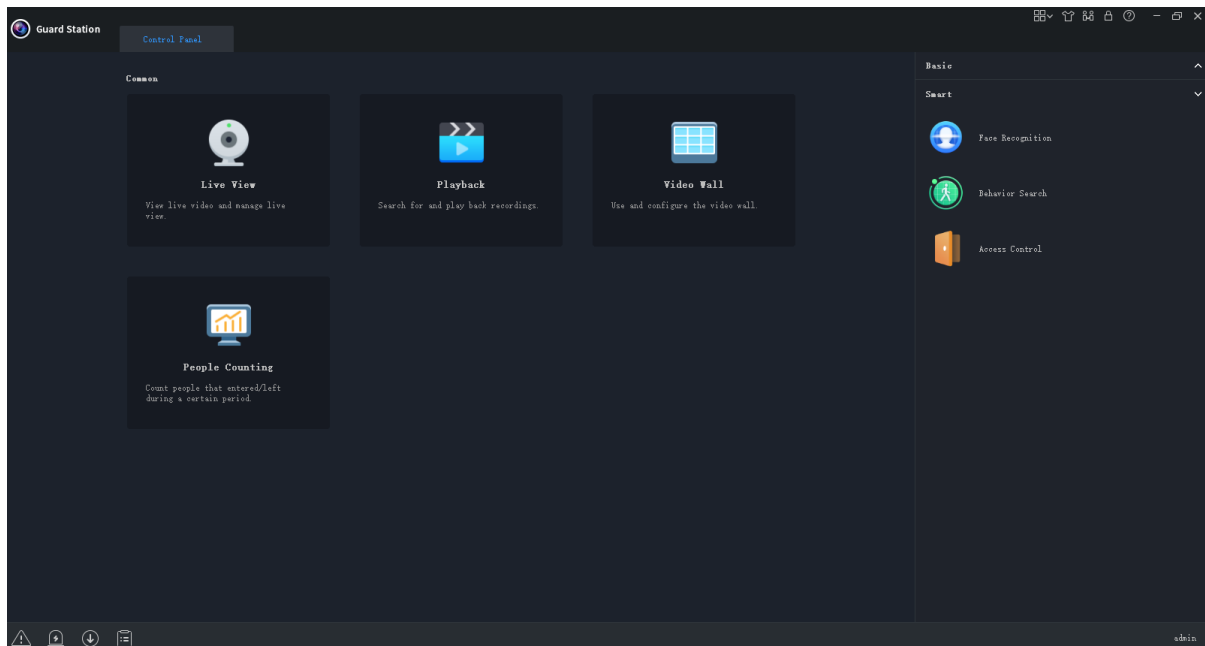 Guard Station
Control Panel
Common
Live View
View live video and manage live
view.
Playback
Search for and play back recordings.
Video Wall
Use and configure the video wall.
People Counting
Count people that entered/left
during a certain period.
Basic
Smart
Face Recognition
Behavior Search
Access Control
admin